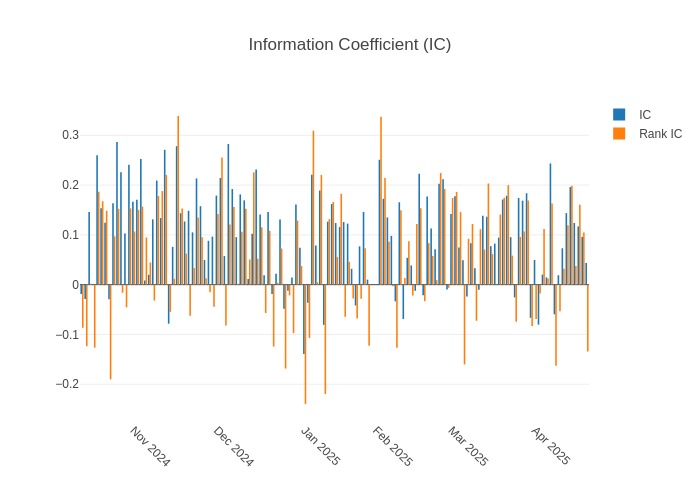 Information Coefficient (IC)
IC
Rank IC
0.3
0.2
0.1
0
−0.1
−0.2
Nov 2024
Dec 2024
Jan 2025
Feb 2025
Mar 2025
Apr 2025